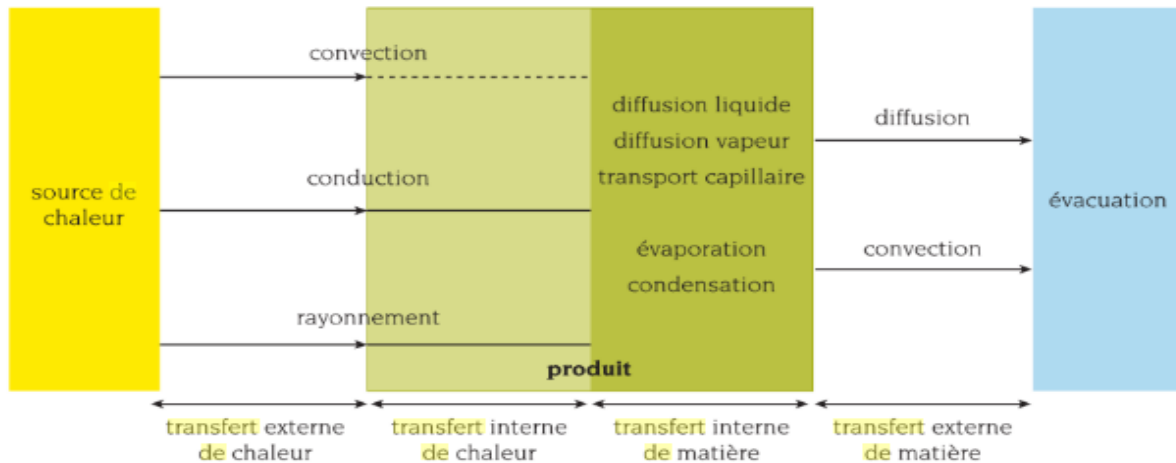 convection
diffusion liquide
diffusion vapeur
transport capillaire
diffusion
source de
chaleur
conduction
évacuation
évaporation
condensation
convection
rayonnement
produit
transfert externe
de chaleur
transfert interne
de chaleur
transfert interne
de matière
transfert externe
de matière